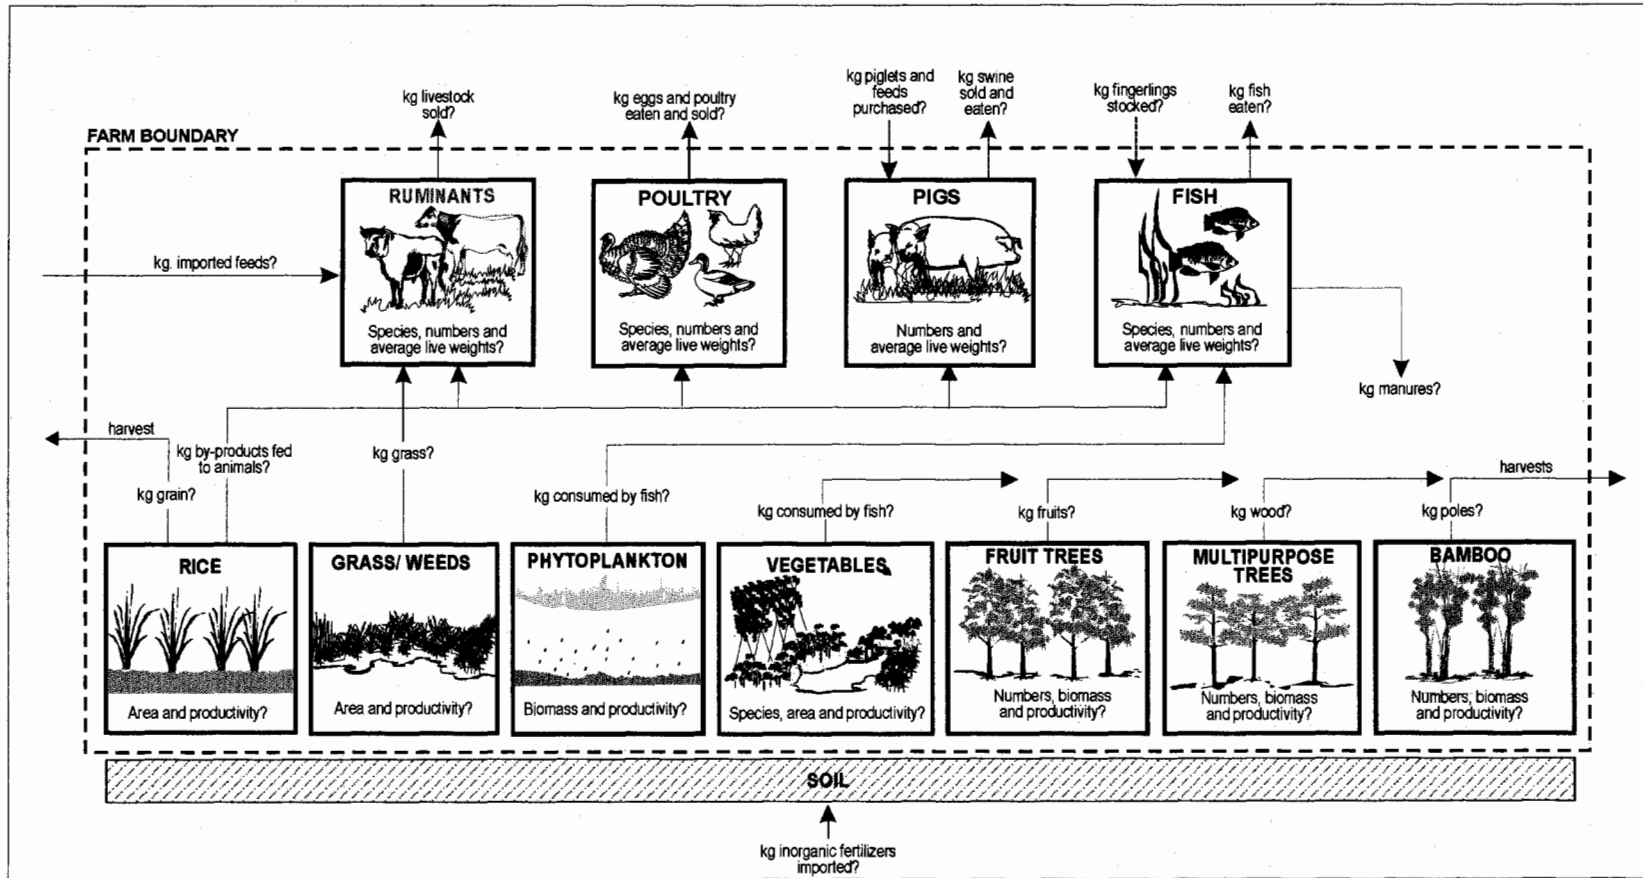 kg livestock
sold?
kg eggs and poultry
eaten and sold?
kg piglets and
feeds
purchased?
kg swine
sold and
eaten?
kg fingerlings
stocked?
kg fish
eaten?
FARM BOUNDARY
RUMINANTS
Species, numbers and
average live weights?
POULTRY
Species, numbers and
average live weights?
PIGS
Numbers and
average live weights?
FISH
Species, numbers and
average live weights?
kg. imported feeds?
kg manures?
harvest
kg by-products fed
to animals?
kg grain?
kg grass?
kg consumed by fish?
kg consumed by fish?
kg fruits?
kg wood?
kg poles?
harvests
RICE
Area and productivity?
GRASS/ WEEDS
Area and productivity?
PHYTOPLANKTON
Biomass and productivity?
VEGETABLES
Species, area and productivity?
FRUIT TREES
Numbers, biomass
and productivity?
MULTIPURPOSE
TREES
Numbers, biomass
and productivity?
BAMBOO
Numbers, biomass
and productivity?
SOIL
kg inorganic fertilizers
imported?